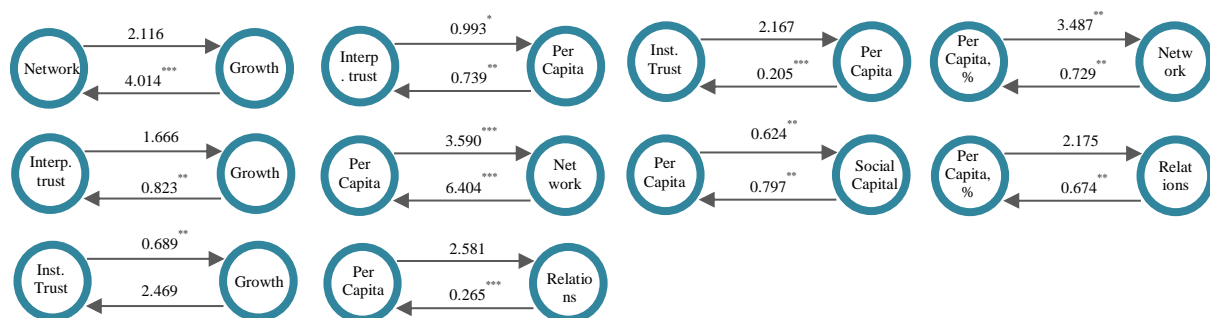 2.116
Network
Growth
4.014***
0.993*
Interp
. trust
Per
Capita
0.739**
2.167
Inst.
Trust
Per
Capita
0.205***
3.487**
Per
Capita,
%
Netw
ork
0.729**
1.666
Interp.
trust
Growth
0.823**
3.590***
Per
Capita
Net
work
6.404***
0.624**
Per
Capita
Social
Capital
0.797**
2.175
Per
Capita,
%
Relat
ions
0.674**
0.689**
Inst.
Trust
Growth
2.469
2.581
Per
Capita
Relatio
ns
0.265***